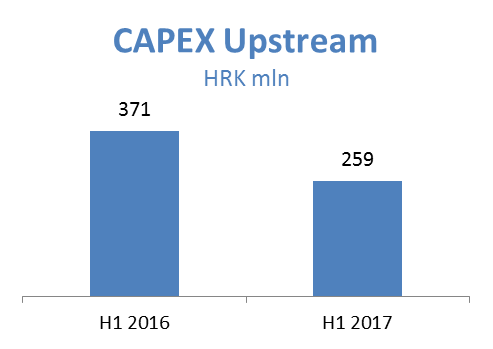 CAPEX Upstream
HRK mln
371
259
H1 2016
H1 2017